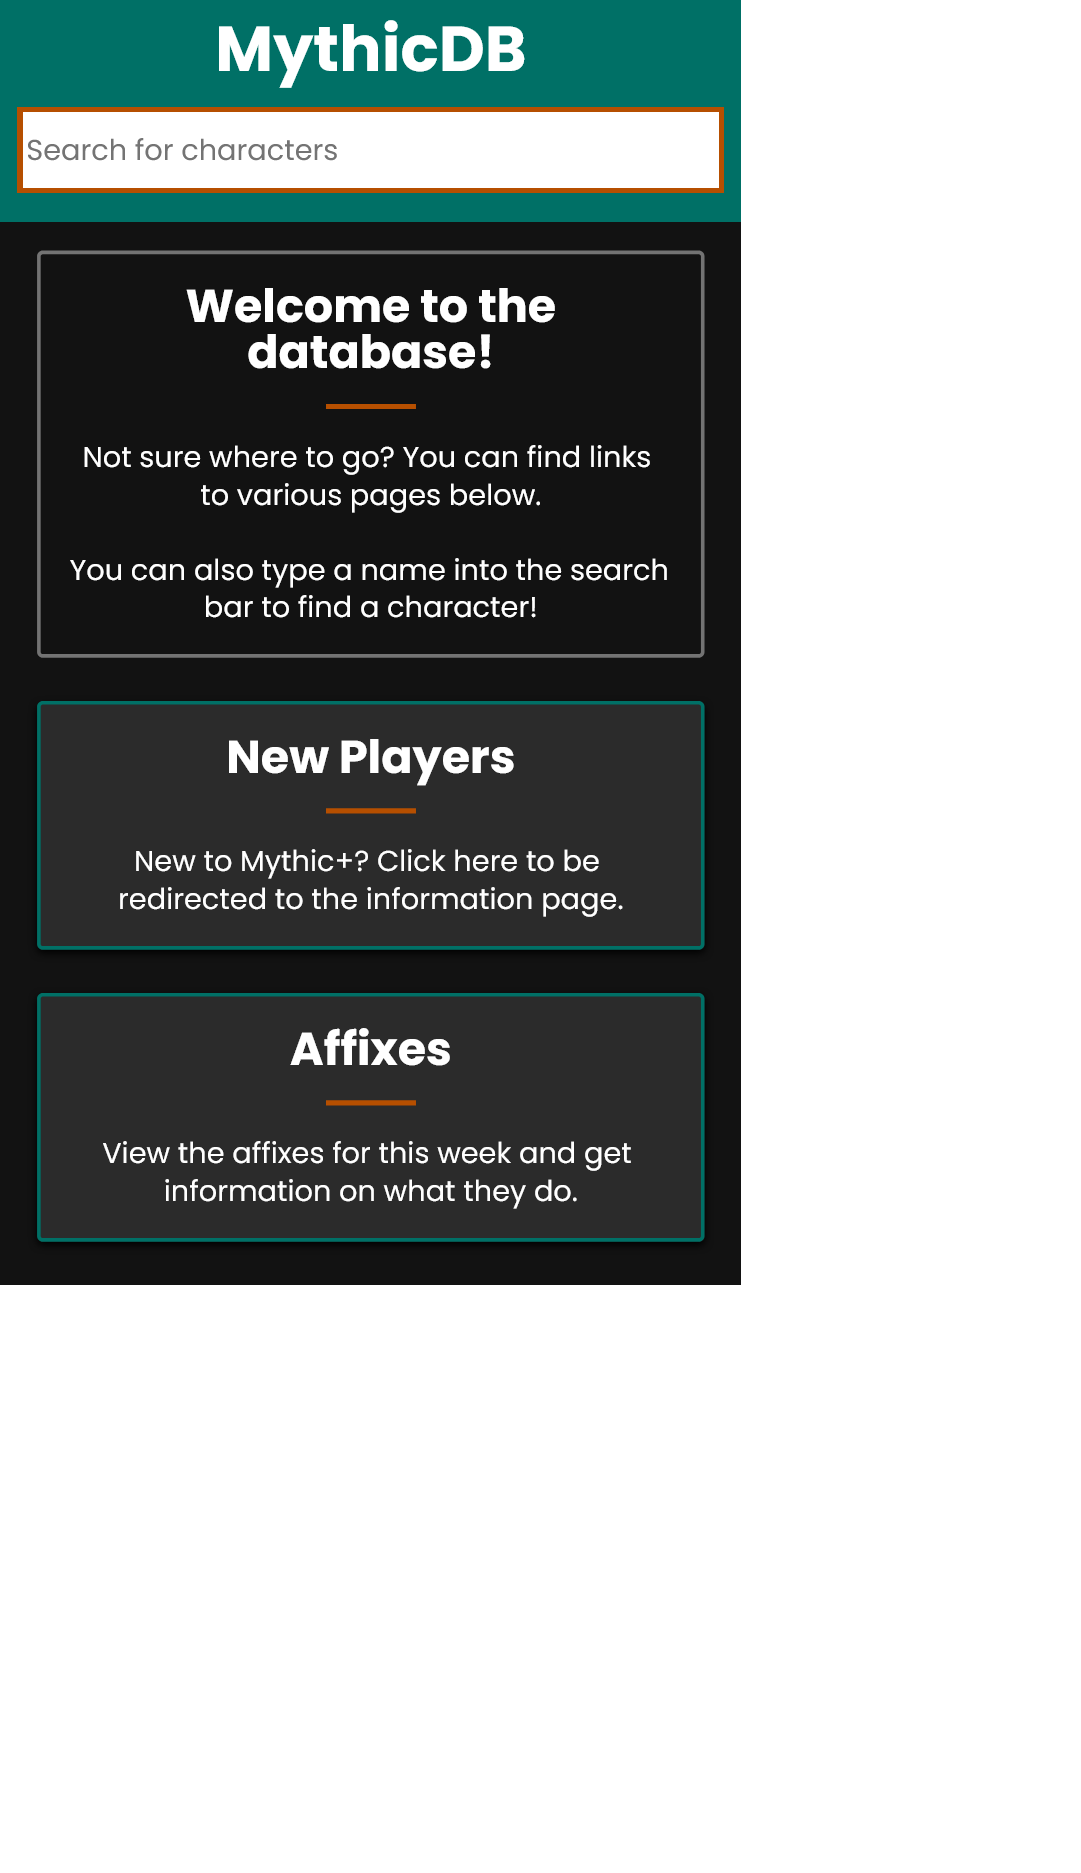 MythicDB
Search for characters
Welcome to the
database!
Not sure where to go? You can find links
to various pages below.
You can also type a name into the search
bar to find a character!
New Players
New to Mythic+? Click here to be
redirected to the information page.
Affixes
View the affixes for this week and get
information on what they do.